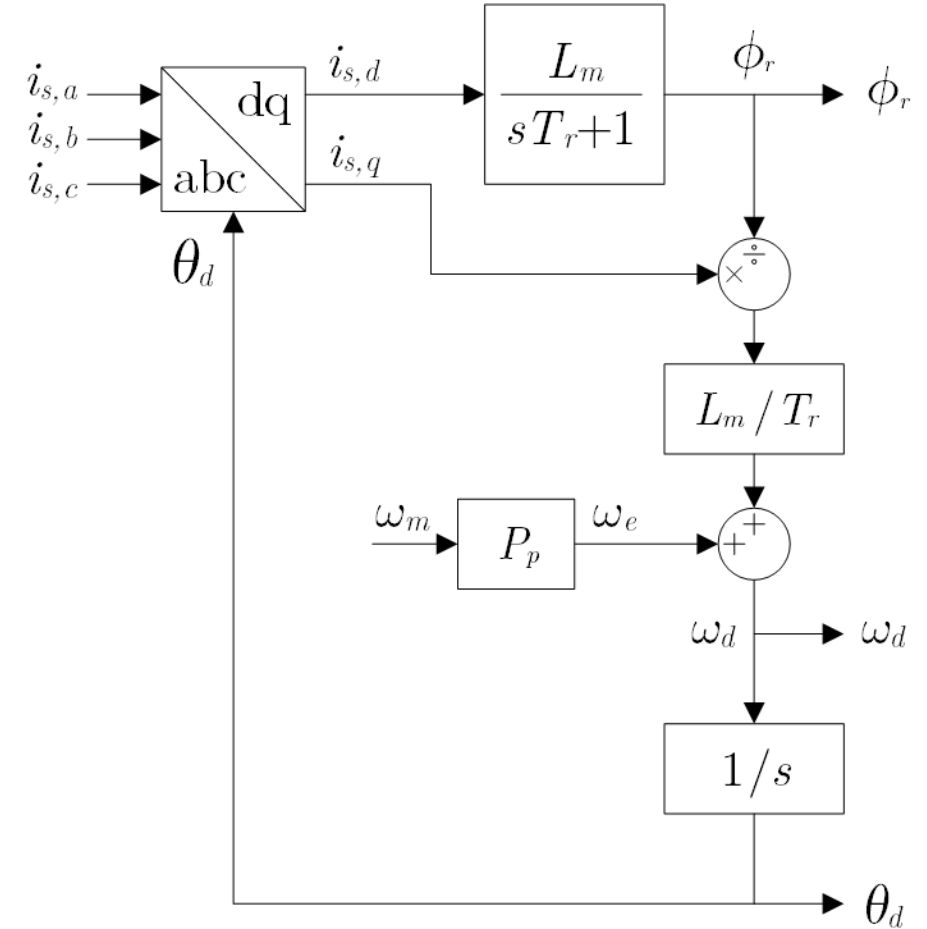 i_{s,a}
i_{s,b}
i_{s,c}
dq
abc
i_{s,d}
i_{s,q}
L_m
sT_r+1
ϕ_r
ϕ_r
θ_d
×
÷
L_m / T_r
ω_m
P_p
ω_e
+
+
ω_d
ω_d
1/s
θ_d